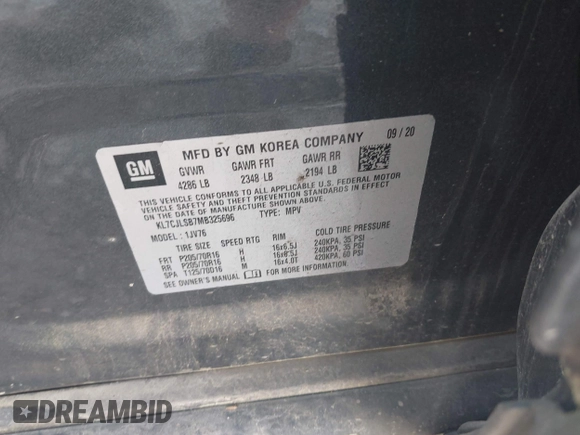 GM
MFD BY GM KOREA COMPANY 09 / 20
GVWR GAWR FRT GAWR RR
4286 LB 2348 LB 2194 LB
THIS VEHICLE CONFORMS TO ALL APPLICABLE U.S. FEDERAL MOTOR
VEHICLE SAFETY AND THEFT PREVENTION STANDARDS IN EFFECT ON
THE DATE OF MANUFACTURE SHOWN ABOVE.
KL7CJLSB7MB325696 TYPE: MPV
MODEL: 1JV76
TIRE SIZE SPEED RTG RIM COLD TIRE PRESSURE
FRT P205/70R16 H 16x6.5J 240KPA, 35 PSI
RR P205/70R16 H 16x6.5J 240KPA, 35 PSI
SPA T125/70D16 M 16x4.0T 420KPA, 60 PSI
SEE OWNER'S MANUAL
DREAMBID